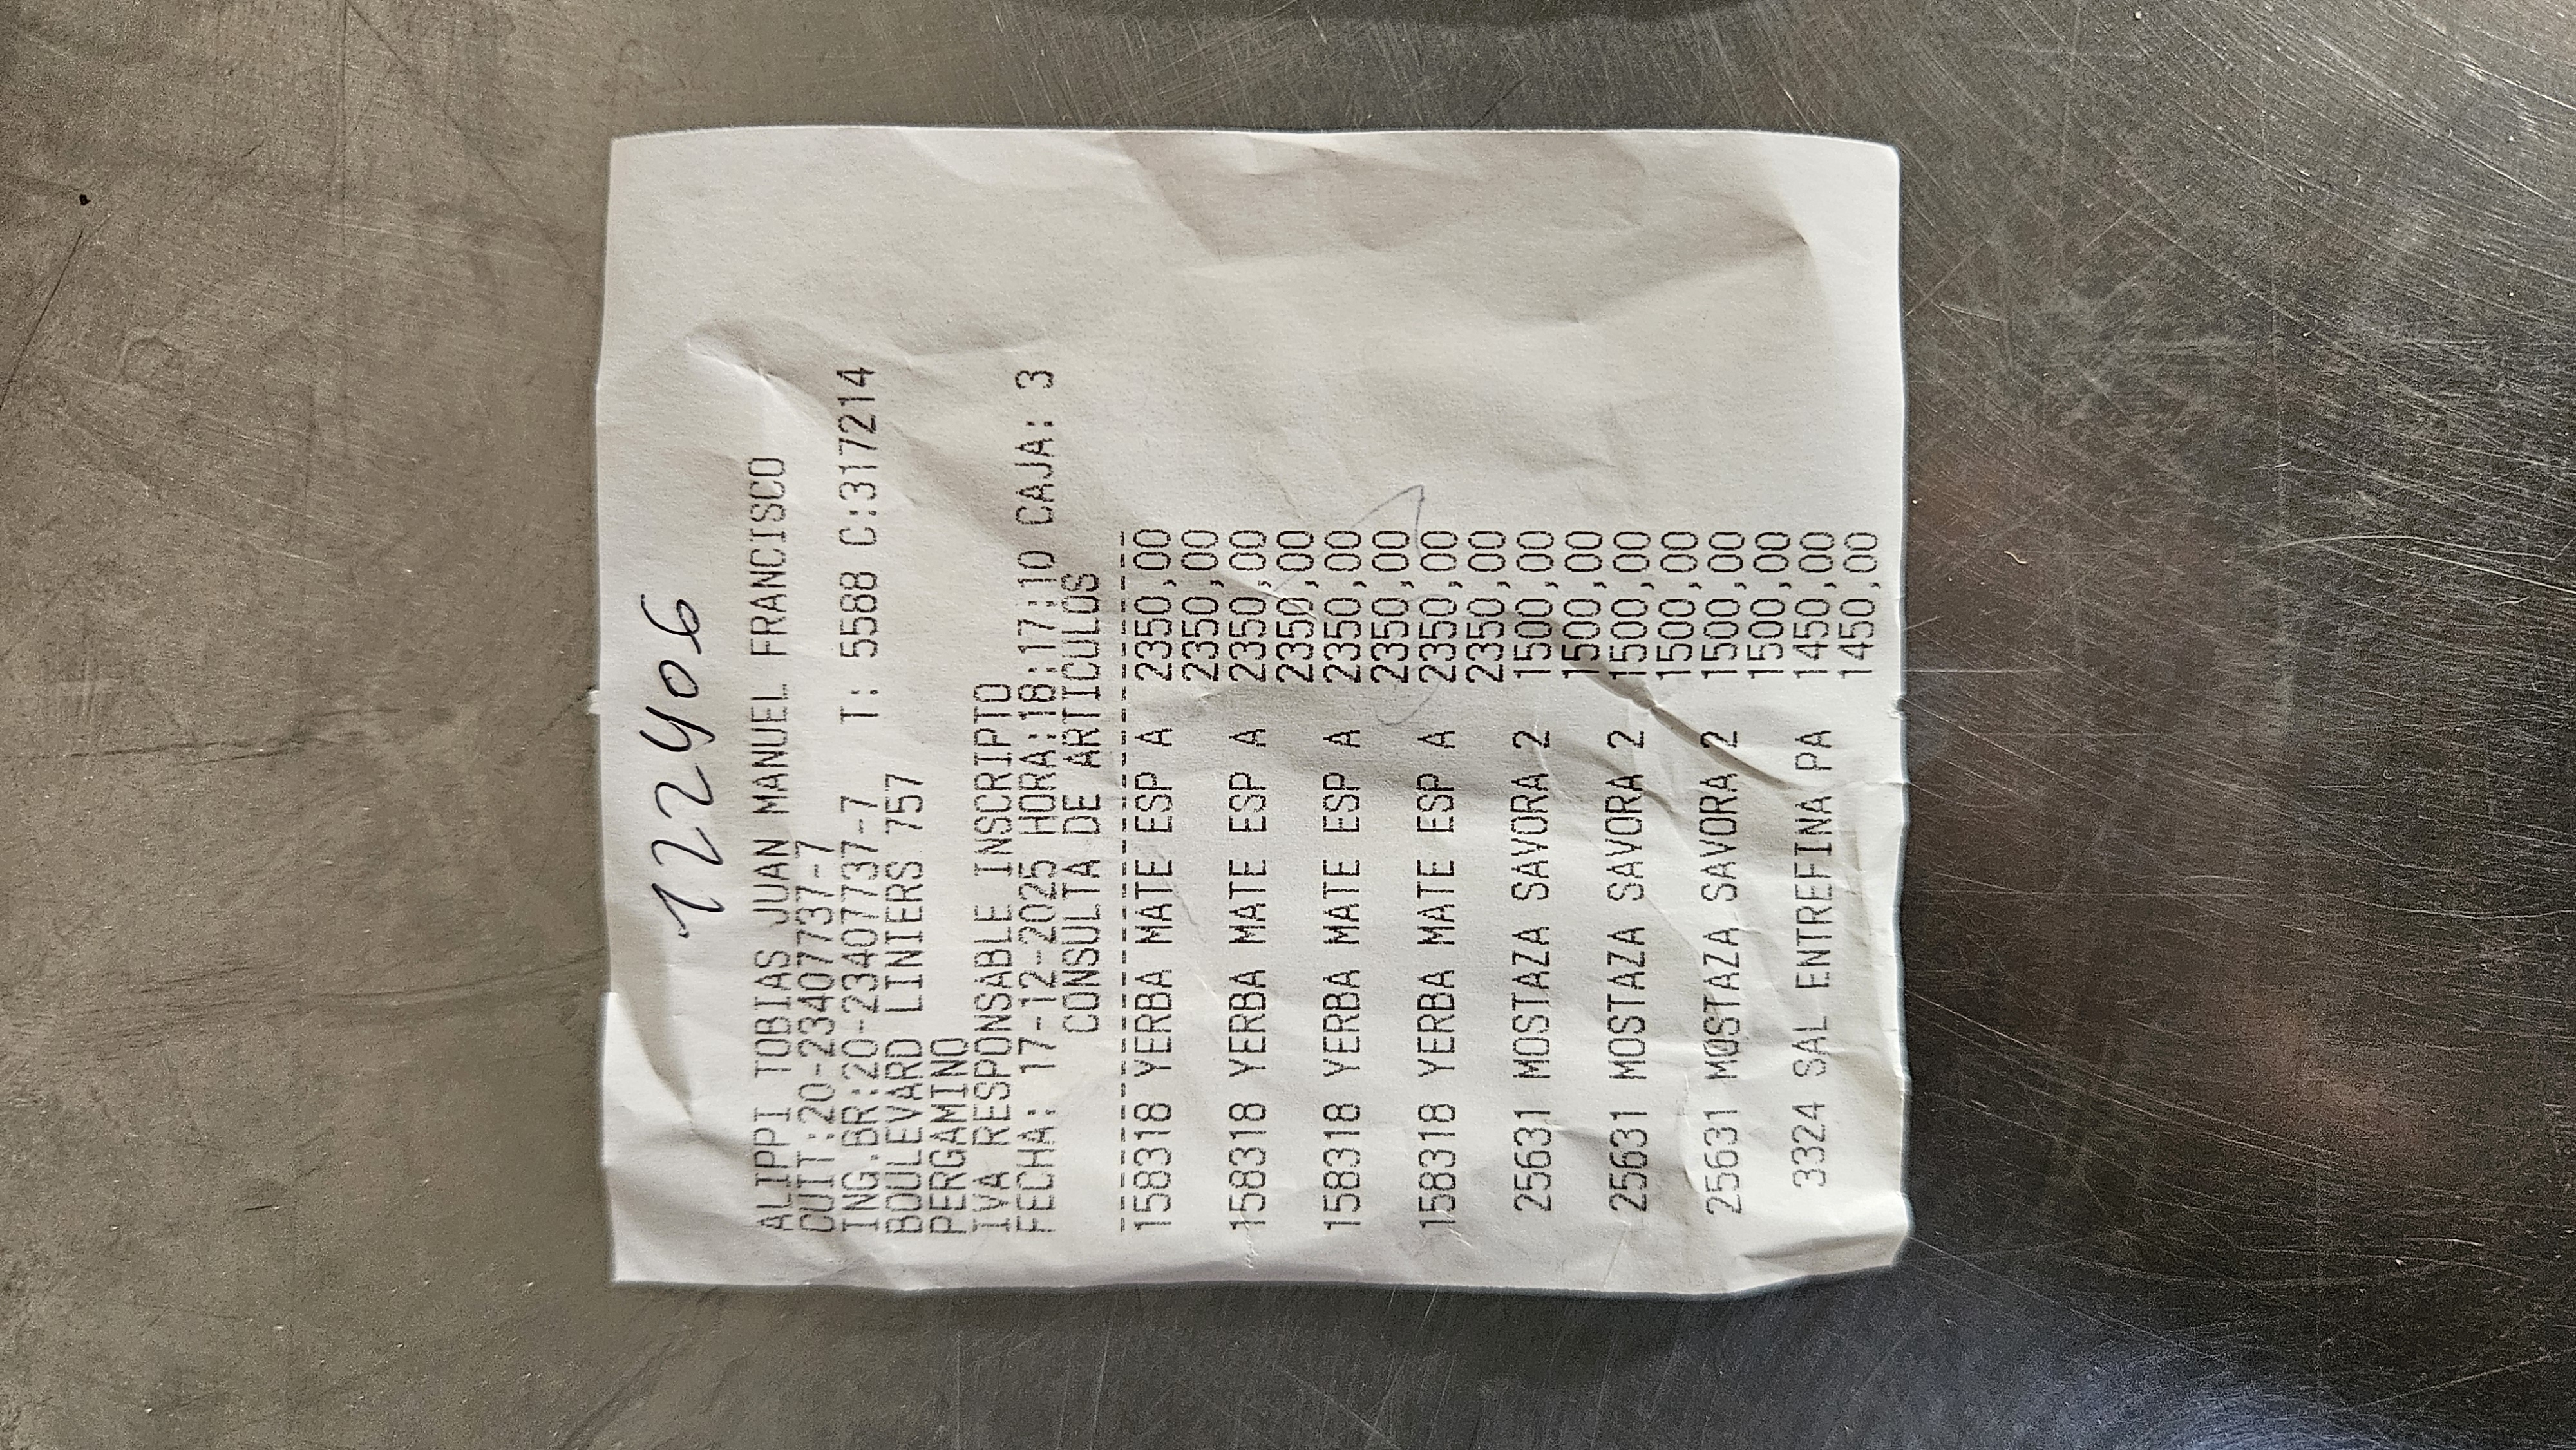 122406
ALIPPI TOBIAS JUAN MANUEL FRANCISCO
CUIT:20-23407737-7
ING.BR:20-23407737-7 T: 5588 C:317214
BOULEVARD LINIERS 757
PERGAMINO
IVA RESPONSABLE INSCRIPTO
FECHA: 17-12-2025 HORA:18:17:10 CAJA: 3
CONSULTA DE ARTICULOS
--------------------------------
158318 YERBA MATE ESP A 2350,00
2350,00
158318 YERBA MATE ESP A 2350,00
2350,00
158318 YERBA MATE ESP A 2350,00
2350,00
158318 YERBA MATE ESP A 2350,00
2350,00
25631 MOSTAZA SAVORA 2 1500,00
1500,00
25631 MOSTAZA SAVORA 2 1500,00
1500,00
25631 MOSTAZA SAVORA 2 1500,00
1500,00
3324 SAL ENTREFINA PA 1450,00
1450,00